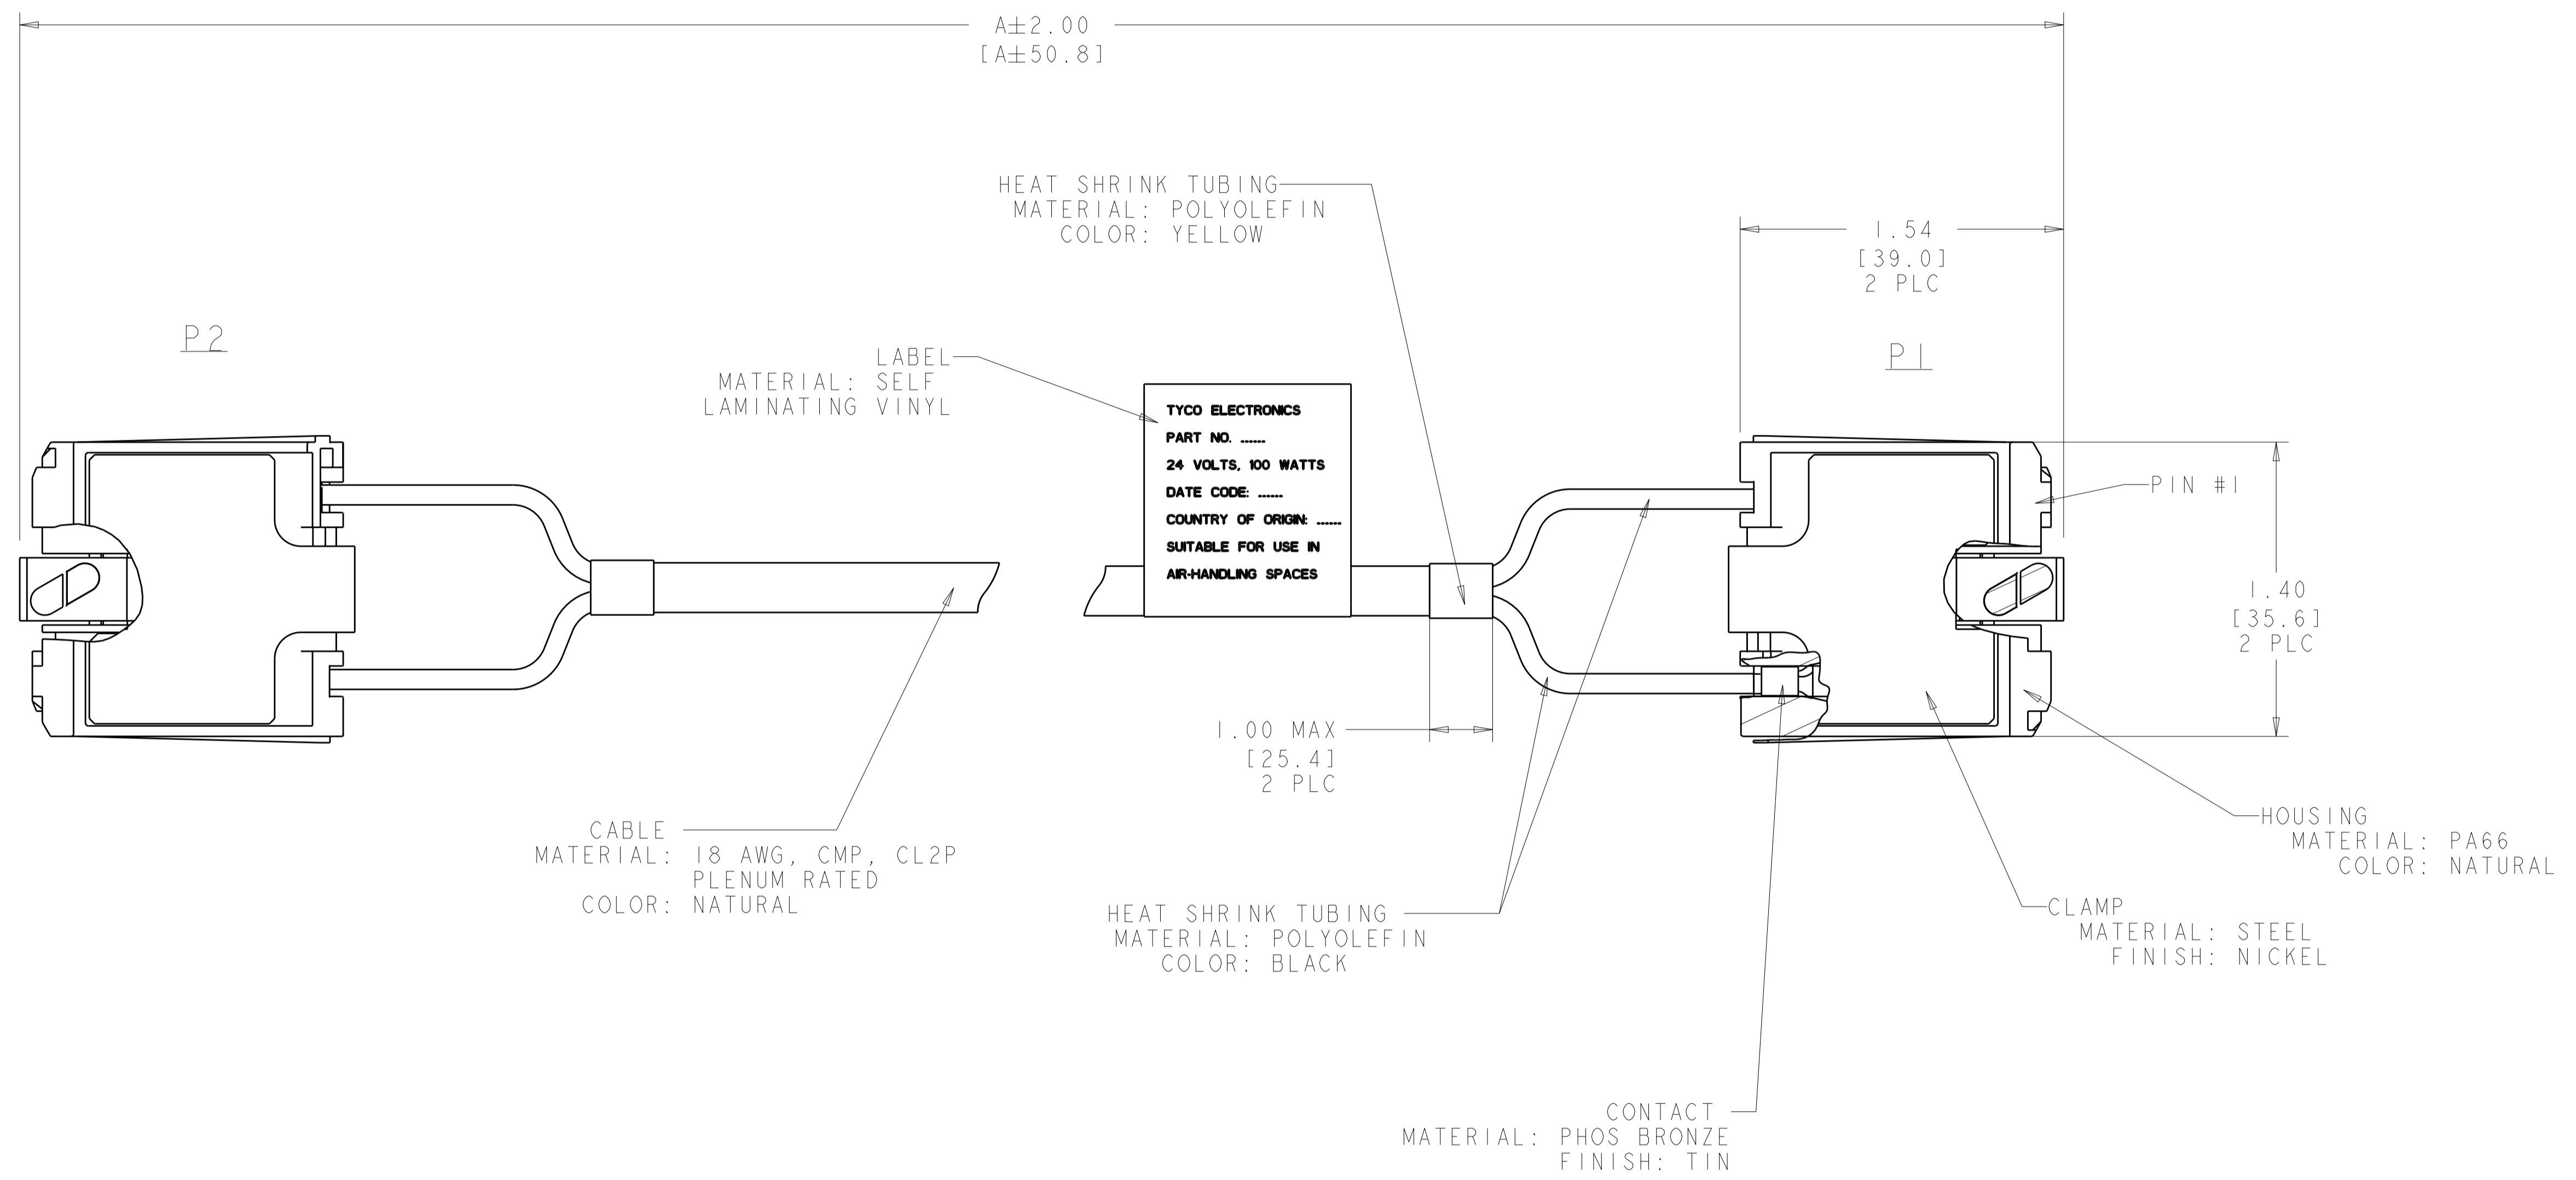 A±2.00
[A±50.8]
HEAT SHRINK TUBING
MATERIAL: POLYOLEFIN
COLOR: YELLOW
1.54
[39.0]
2 PLC
P2
P1
LABEL
MATERIAL: SELF
LAMINATING VINYL
TYCO ELECTRONICS
PART NO. ......
24 VOLTS, 100 WATTS
DATE CODE: ......
COUNTRY OF ORIGIN: ......
SUITABLE FOR USE IN
AIR-HANDLING SPACES
PIN #1
1.40
[35.6]
2 PLC
1.00 MAX
[25.4]
2 PLC
CABLE
MATERIAL: 18 AWG, CMP, CL2P
PLENUM RATED
COLOR: NATURAL
HOUSING
MATERIAL: PA66
COLOR: NATURAL
HEAT SHRINK TUBING
MATERIAL: POLYOLEFIN
COLOR: BLACK
CLAMP
MATERIAL: STEEL
FINISH: NICKEL
CONTACT
MATERIAL: PHOS BRONZE
FINISH: TIN